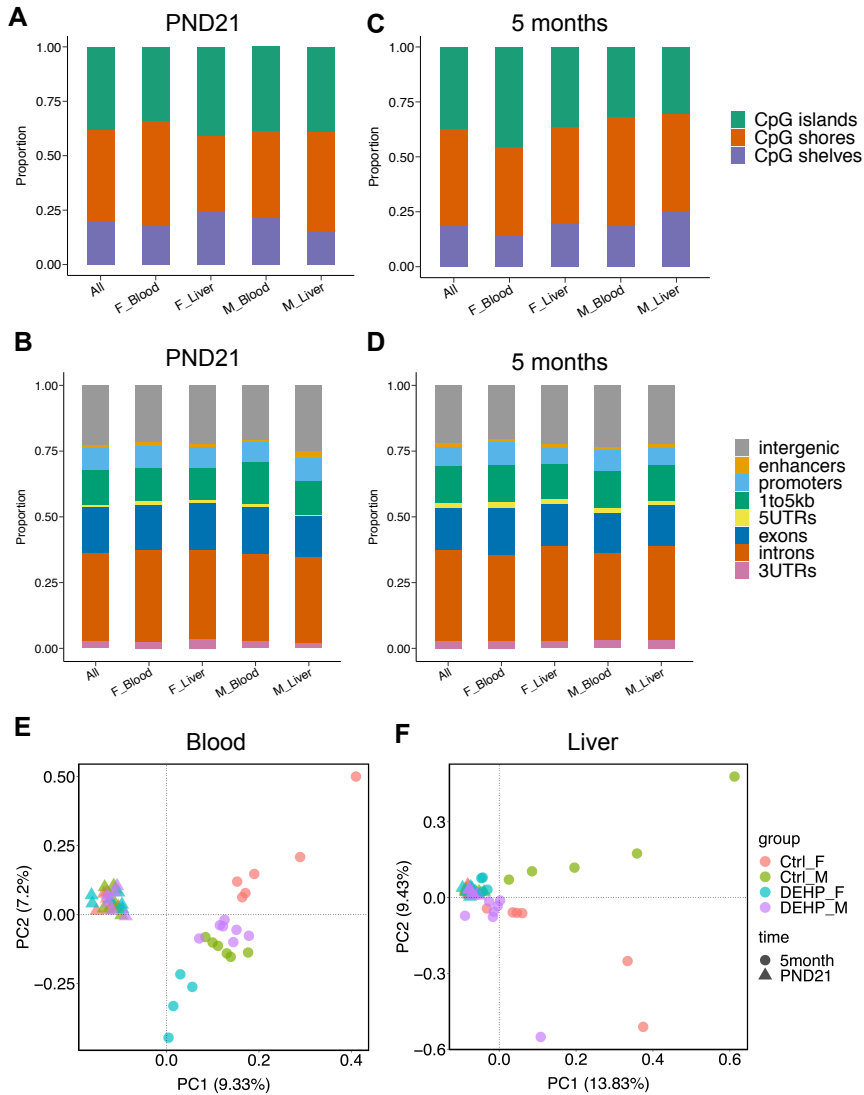 A
PND21
1.00
0.75
0.50
0.25
0.00
Proportion
All
F_Blood
F_Liver
M_Blood
M_Liver
C
5 months
1.00
0.75
0.50
0.25
0.00
Proportion
All
F_Blood
F_Liver
M_Blood
M_Liver
CpG islands
CpG shores
CpG shelves
B
PND21
1.00
0.75
0.50
0.25
0.00
Proportion
All
F_Blood
F_Liver
M_Blood
M_Liver
D
5 months
1.00
0.75
0.50
0.25
0.00
Proportion
All
F_Blood
F_Liver
M_Blood
M_Liver
intergenic
enhancers
promoters
1to5kb
5UTRs
exons
introns
3UTRs
E
Blood
0.50
0.25
0.00
−0.25
PC2 (7.2%)
0.0
0.2
0.4
PC1 (9.33%)
F
Liver
0.3
0.0
−0.3
−0.6
PC2 (9.43%)
0.0
0.2
0.4
0.6
PC1 (13.83%)
group
Ctrl_F
Ctrl_M
DEHP_F
DEHP_M
time
5month
PND21